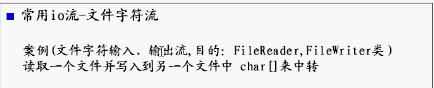 常用io流-文件字符流
案例(文件字符输入、输出流,目的: FileReader,FileWriter类)
读取一个文件并写入到另一个文件中 char[]来中转